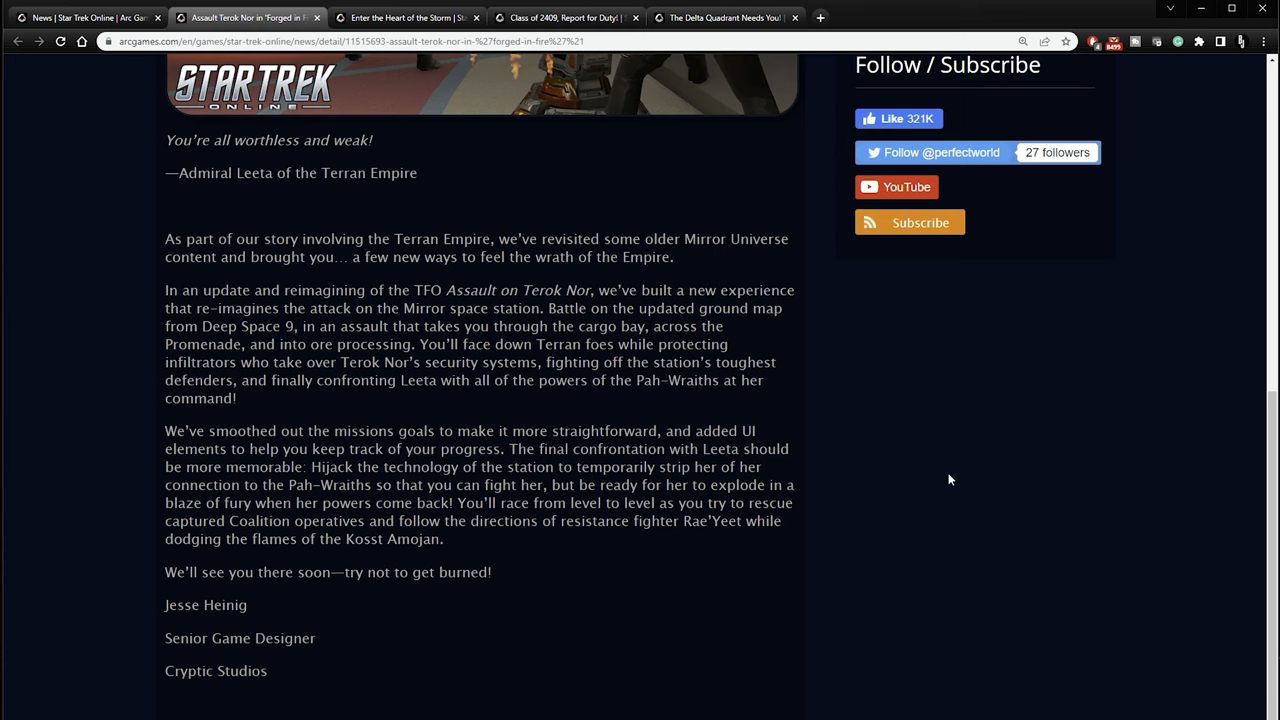 News | Star Trek Online | Arc Gam
Assault Terok Nor in 'Forged in F
Enter the Heart of the Storm | Sta
Class of 2409, Report for Duty! | S
The Delta Quadrant Needs You! |
arcgames.com/en/games/star-trek-online/news/detail/11515693-assault-terok-nor-in-%27forged-in-fire%27%21
4
8499
STAR TREK
ONLINE
You're all worthless and weak!
—Admiral Leeta of the Terran Empire
As part of our story involving the Terran Empire, we've revisited some older Mirror Universe
content and brought you… a few new ways to feel the wrath of the Empire.
In an update and reimagining of the TFO Assault on Terok Nor, we've built a new experience
that re-imagines the attack on the Mirror space station. Battle on the updated ground map
from Deep Space 9, in an assault that takes you through the cargo bay, across the
Promenade, and into ore processing. You'll face down Terran foes while protecting
infiltrators who take over Terok Nor's security systems, fighting off the station's toughest
defenders, and finally confronting Leeta with all of the powers of the Pah-Wraiths at her
command!
We've smoothed out the missions goals to make it more straightforward, and added UI
elements to help you keep track of your progress. The final confrontation with Leeta should
be more memorable: Hijack the technology of the station to temporarily strip her of her
connection to the Pah-Wraiths so that you can fight her, but be ready for her to explode in a
blaze of fury when her powers come back! You'll race from level to level as you try to rescue
captured Coalition operatives and follow the directions of resistance fighter Rae'Yeet while
dodging the flames of the Kosst Amojan.
We'll see you there soon—try not to get burned!
Jesse Heinig
Senior Game Designer
Cryptic Studios
Follow / Subscribe
Like 321K
Follow @perfectworld
27 followers
YouTube
Subscribe